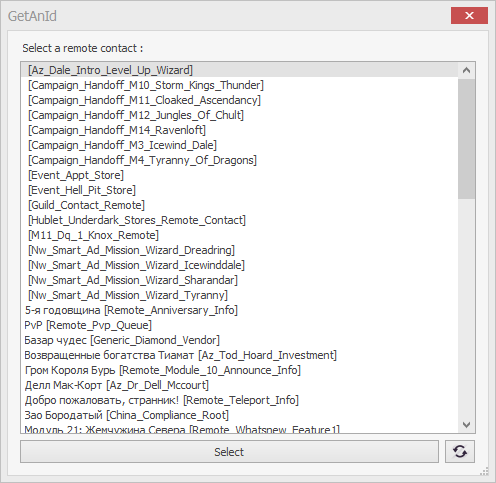 GetAnId
Select a remote contact :
[Az_Dale_Intro_Level_Up_Wizard]
[Campaign_Handoff_M10_Storm_Kings_Thunder]
[Campaign_Handoff_M11_Cloaked_Ascendancy]
[Campaign_Handoff_M12_Jungles_Of_Chult]
[Campaign_Handoff_M14_Ravenloft]
[Campaign_Handoff_M3_Icewind_Dale]
[Campaign_Handoff_M4_Tyranny_Of_Dragons]
[Event_Appt_Store]
[Event_Hell_Pit_Store]
[Guild_Contact_Remote]
[Hublet_Underdark_Stores_Remote_Contact]
[M11_Dq_1_Knox_Remote]
[Nw_Smart_Ad_Mission_Wizard_Dreadring]
[Nw_Smart_Ad_Mission_Wizard_Icewinddale]
[Nw_Smart_Ad_Mission_Wizard_Sharandar]
[Nw_Smart_Ad_Mission_Wizard_Tyranny]
5-я годовщина [Remote_Anniversary_Info]
PvP [Remote_Pvp_Queue]
Базар чудес [Generic_Diamond_Vendor]
Возвращенные богатства Тиамат [Az_Tod_Hoard_Investment]
Гром Короля Бурь [Remote_Module_10_Announce_Info]
Делл Мак-Корт [Az_Dr_Dell_Mccourt]
Добро пожаловать, странник! [Remote_Teleport_Info]
Зао Бородатый [China_Compliance_Root]
Модуль 21: Жемчужина Севера [Remote_Whatsnew_Feature1]
Select